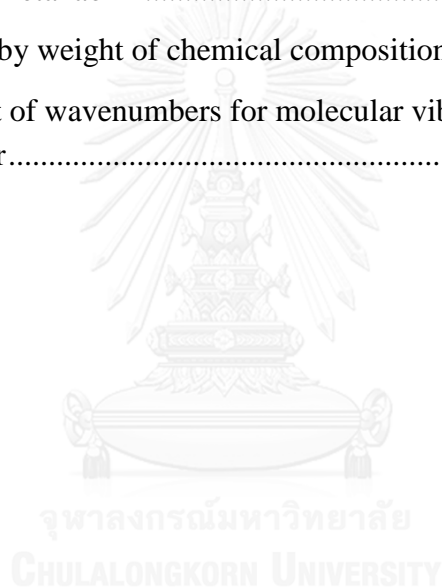 by weight of chemical composition
of wavenumbers for molecular vib
r.......................................................
จุฬาลงกรณ์มหาวิทยาลัย
CHULALONGKORN UNIVERSITY